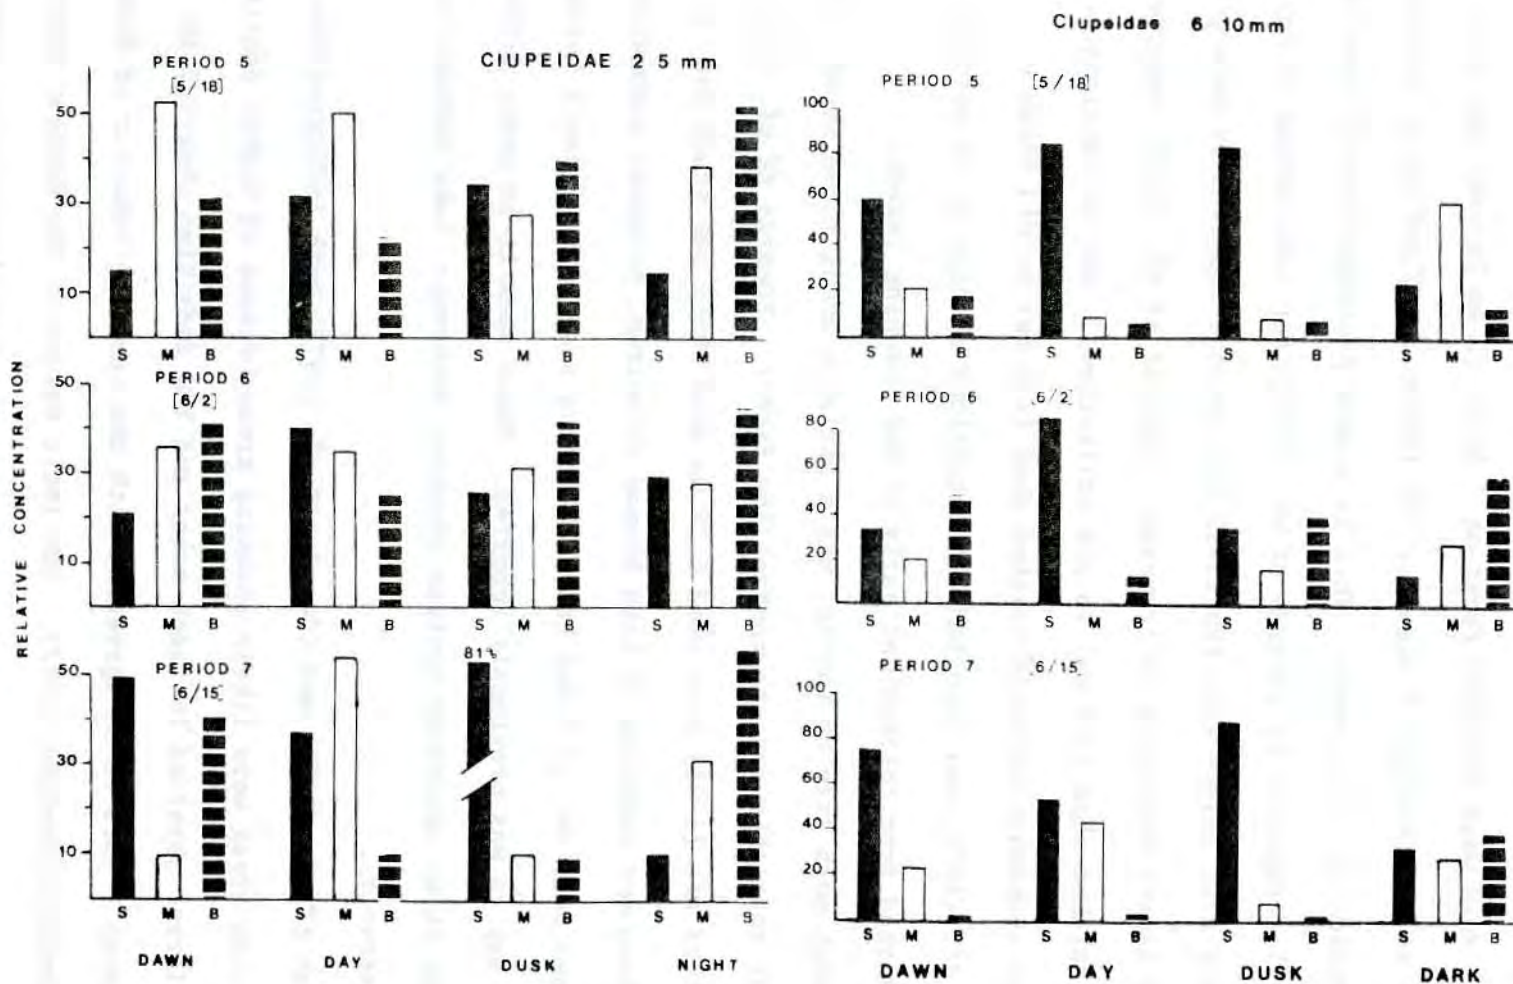 CIUPEIDAE 2 5 mm
PERIOD 5
[5/18]
50
30
10
S M B S M B S M B S M B
PERIOD 6
[6/2]
50
30
10
S M B S M B S M B S M B
PERIOD 7
[6/15]
81%
50
30
10
S M B S M B S M B S M B
DAWN DAY DUSK NIGHT
RELATIVE CONCENTRATION
Clupeidae 6 10mm
PERIOD 5 [5/18]
100
80
60
40
20
S M B S M B S M B S M B
PERIOD 6 [6/2]
80
60
40
20
S M B S M B S M B S M B
PERIOD 7 [6/15]
100
80
60
40
20
S M B S M B S M B S M B
DAWN DAY DUSK DARK